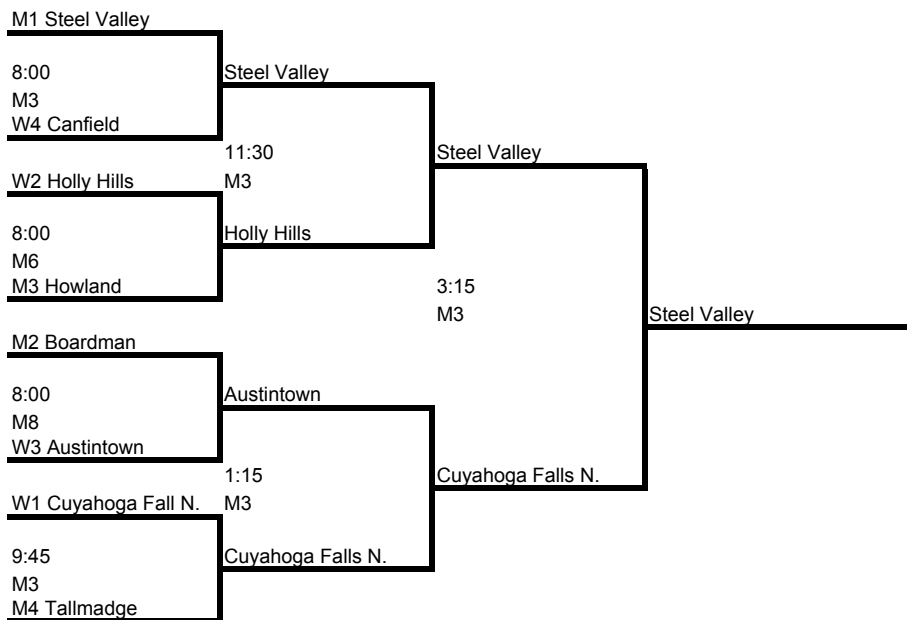 M1 Steel Valley
8:00
M3
W4 Canfield
W2 Holly Hills
8:00
M6
M3 Howland
M2 Boardman
8:00
M8
W3 Austintown
W1 Cuyahoga Fall N.
9:45
M3
M4 Tallmadge
Steel Valley
11:30
M3
Holly Hills
Austintown
1:15
M3
Cuyahoga Falls N.
Steel Valley
3:15
M3
Cuyahoga Falls N.
Steel Valley